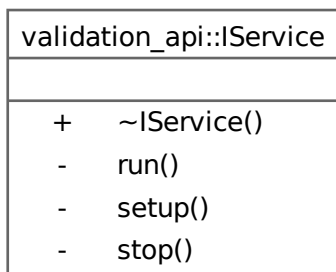 validation_api::IService
+ ~IService()
- run()
- setup()
- stop()